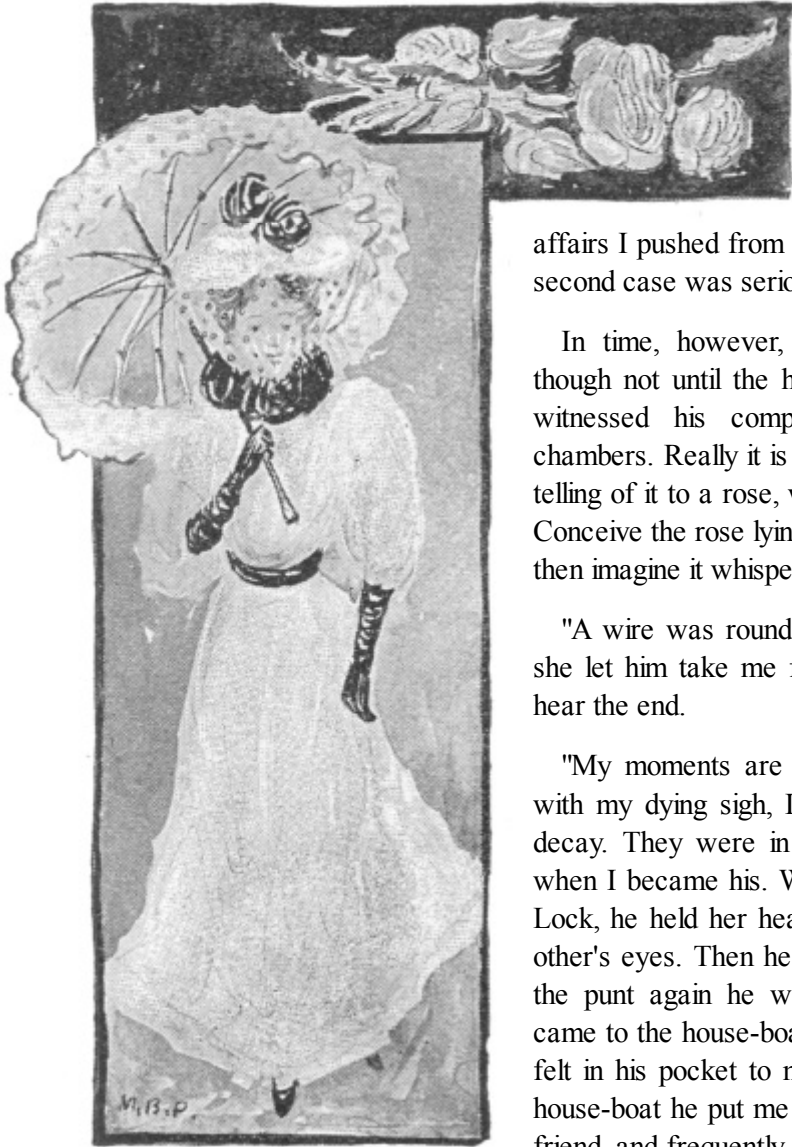 affairs I pushed from
second case was serio
In time, however,
though not until the h
witnessed his comp
chambers. Really it is
telling of it to a rose, v
Conceive the rose lyin
then imagine it whispe
"A wire was round
she let him take me f
hear the end.
"My moments are
with my dying sigh, I
decay. They were in
when I became his. W
Lock, he held her hea
other's eyes. Then he
the punt again he w
came to the house-boa
felt in his pocket to n
house-boat he put me
friend, and frequently
M.B.P.